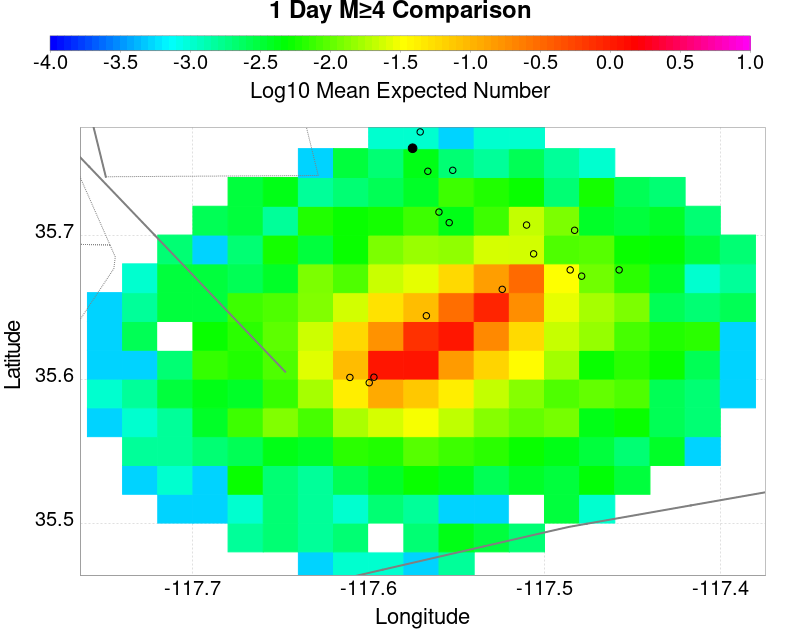 1 Day M≥4 Comparison
-4.0 -3.5 -3.0 -2.5 -2.0 -1.5 -1.0 -0.5 0.0 0.5 1.0
Log10 Mean Expected Number
35.7
35.6
35.5
Latitude
-117.7 -117.6 -117.5 -117.4
Longitude